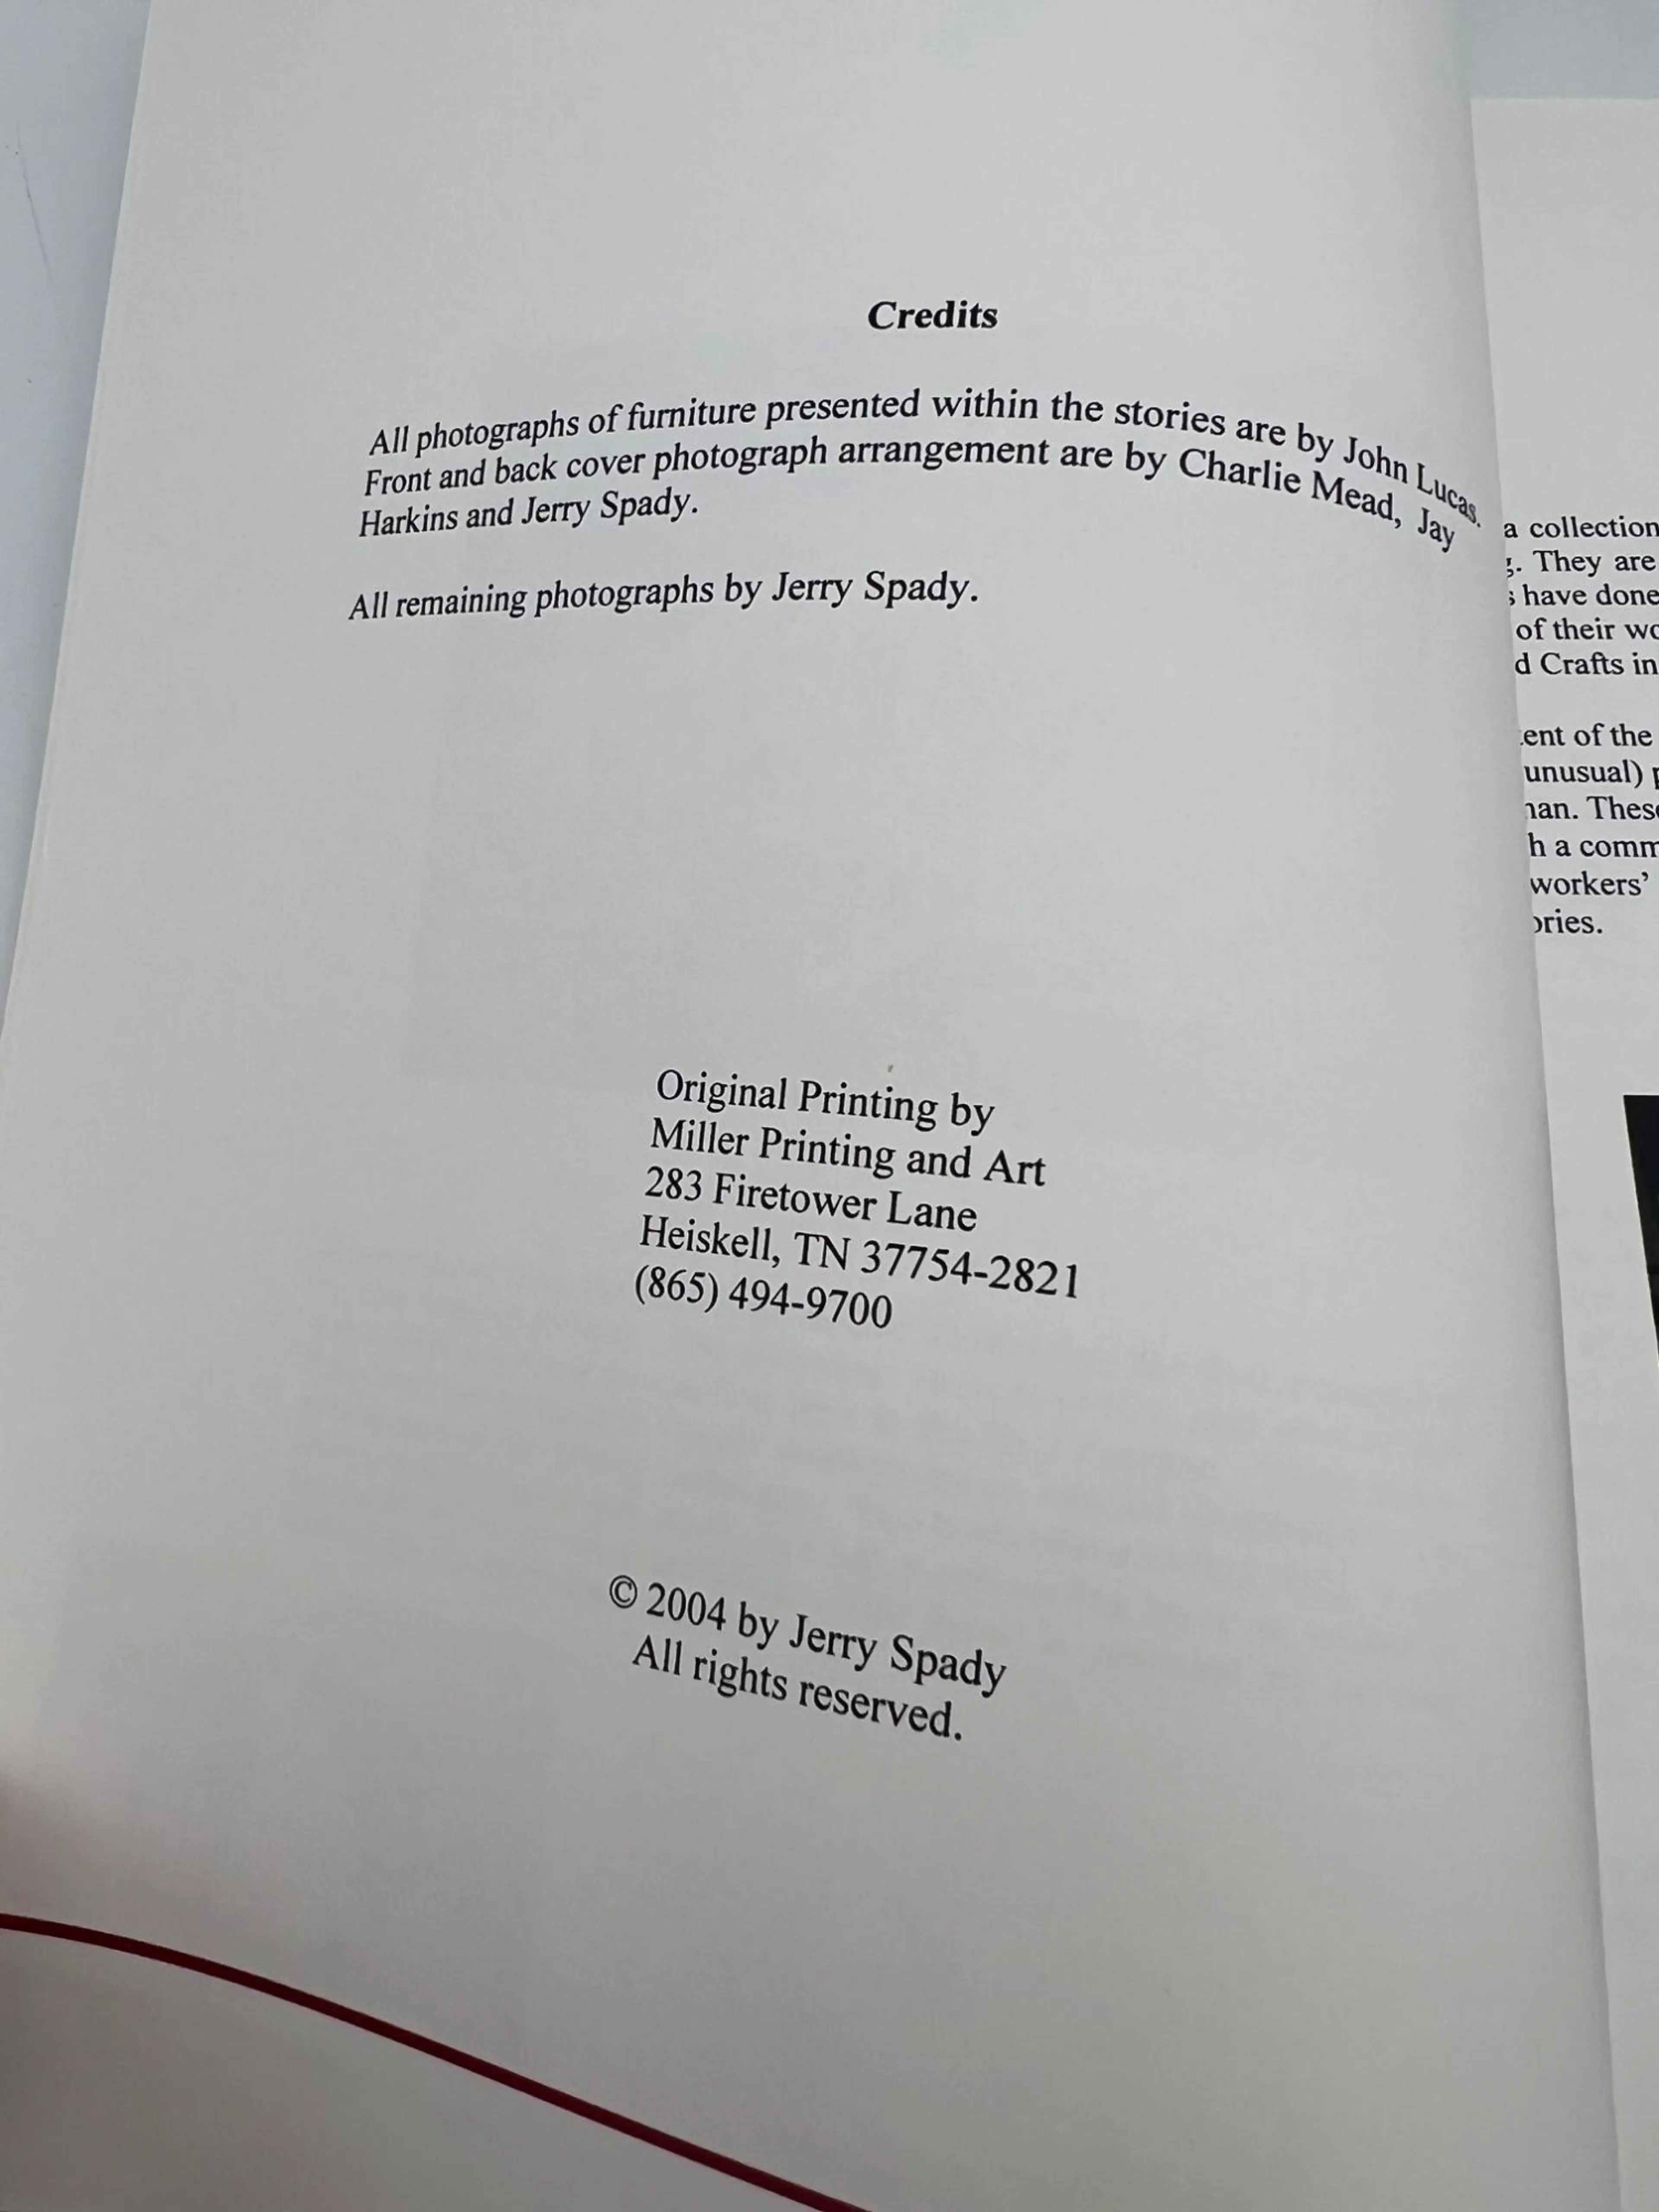 Credits
All photographs of furniture presented within the stories are by John Lucas.
Front and back cover photograph arrangement are by Charlie Mead, Jay
Harkins and Jerry Spady.
All remaining photographs by Jerry Spady.
Original Printing by
Miller Printing and Art
283 Firetower Lane
Heiskell, TN 37754-2821
(865) 494-9700
© 2004 by Jerry Spady
All rights reserved.
a collection
. They are
have done
of their
d Crafts in
of the
unusual)
a
workers’